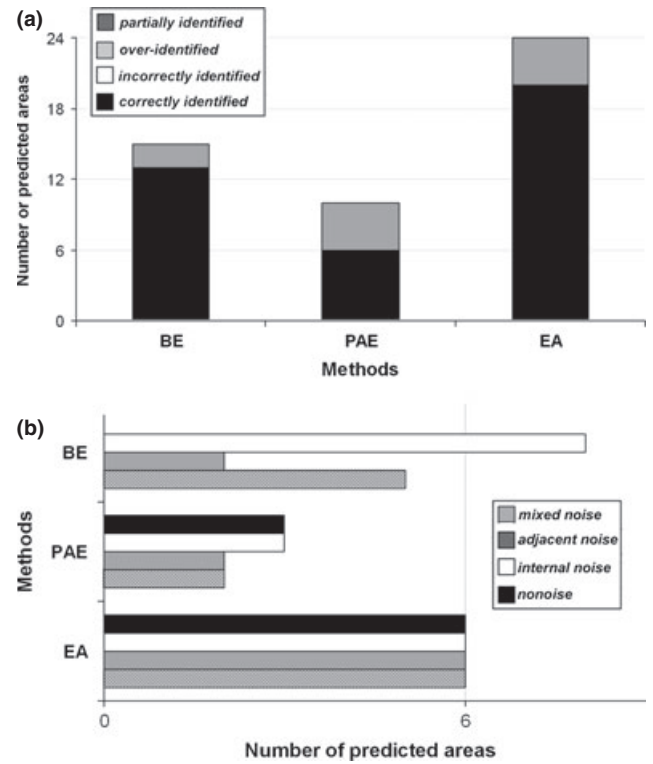 (a)
partially identified
over-identified
incorrectly identified
correctly identified
24
18
12
6
0
Number or predicted areas
BE
PAE
EA
Methods
(b)
BE
PAE
EA
Methods
mixed noise
adjacent noise
internal noise
nonoise
0
6
Number of predicted areas